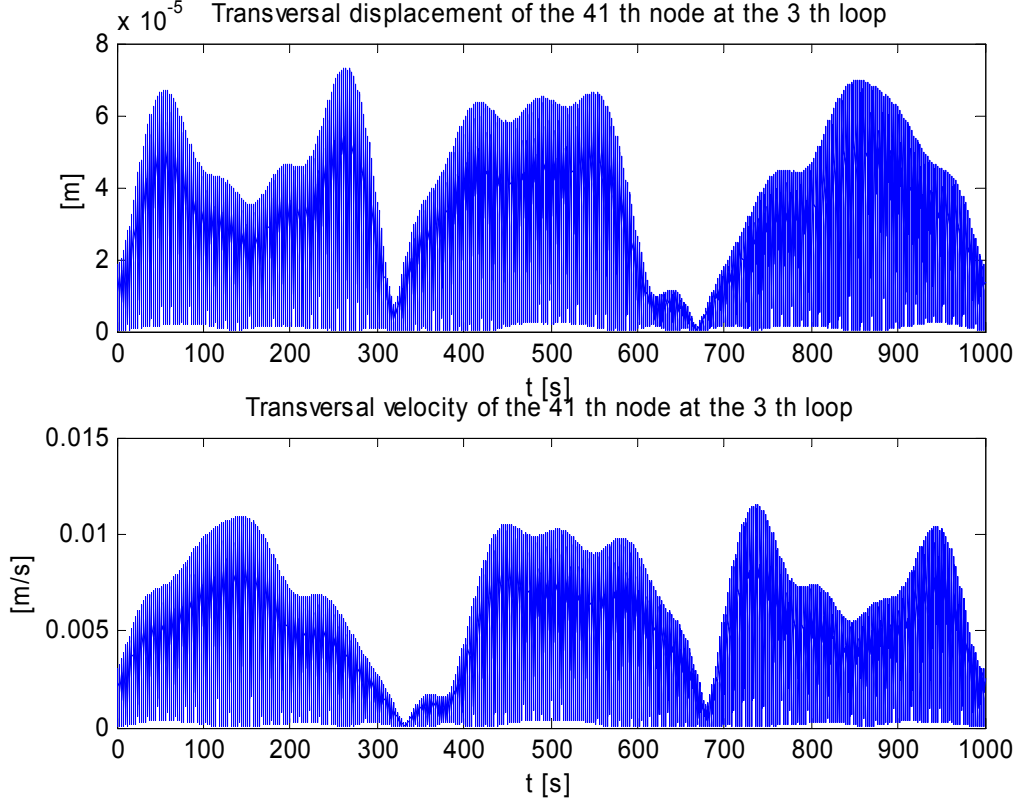 x 10-5
Transversal displacement of the 41 th node at the 3 th loop
8
6
4
2
0
[m]
0 100 200 300 400 500 600 700 800 900 1000
t [s]
Transversal velocity of the 41 th node at the 3 th loop
0.015
0.01
0.005
0
[m/s]
0 100 200 300 400 500 600 700 800 900 1000
t [s]